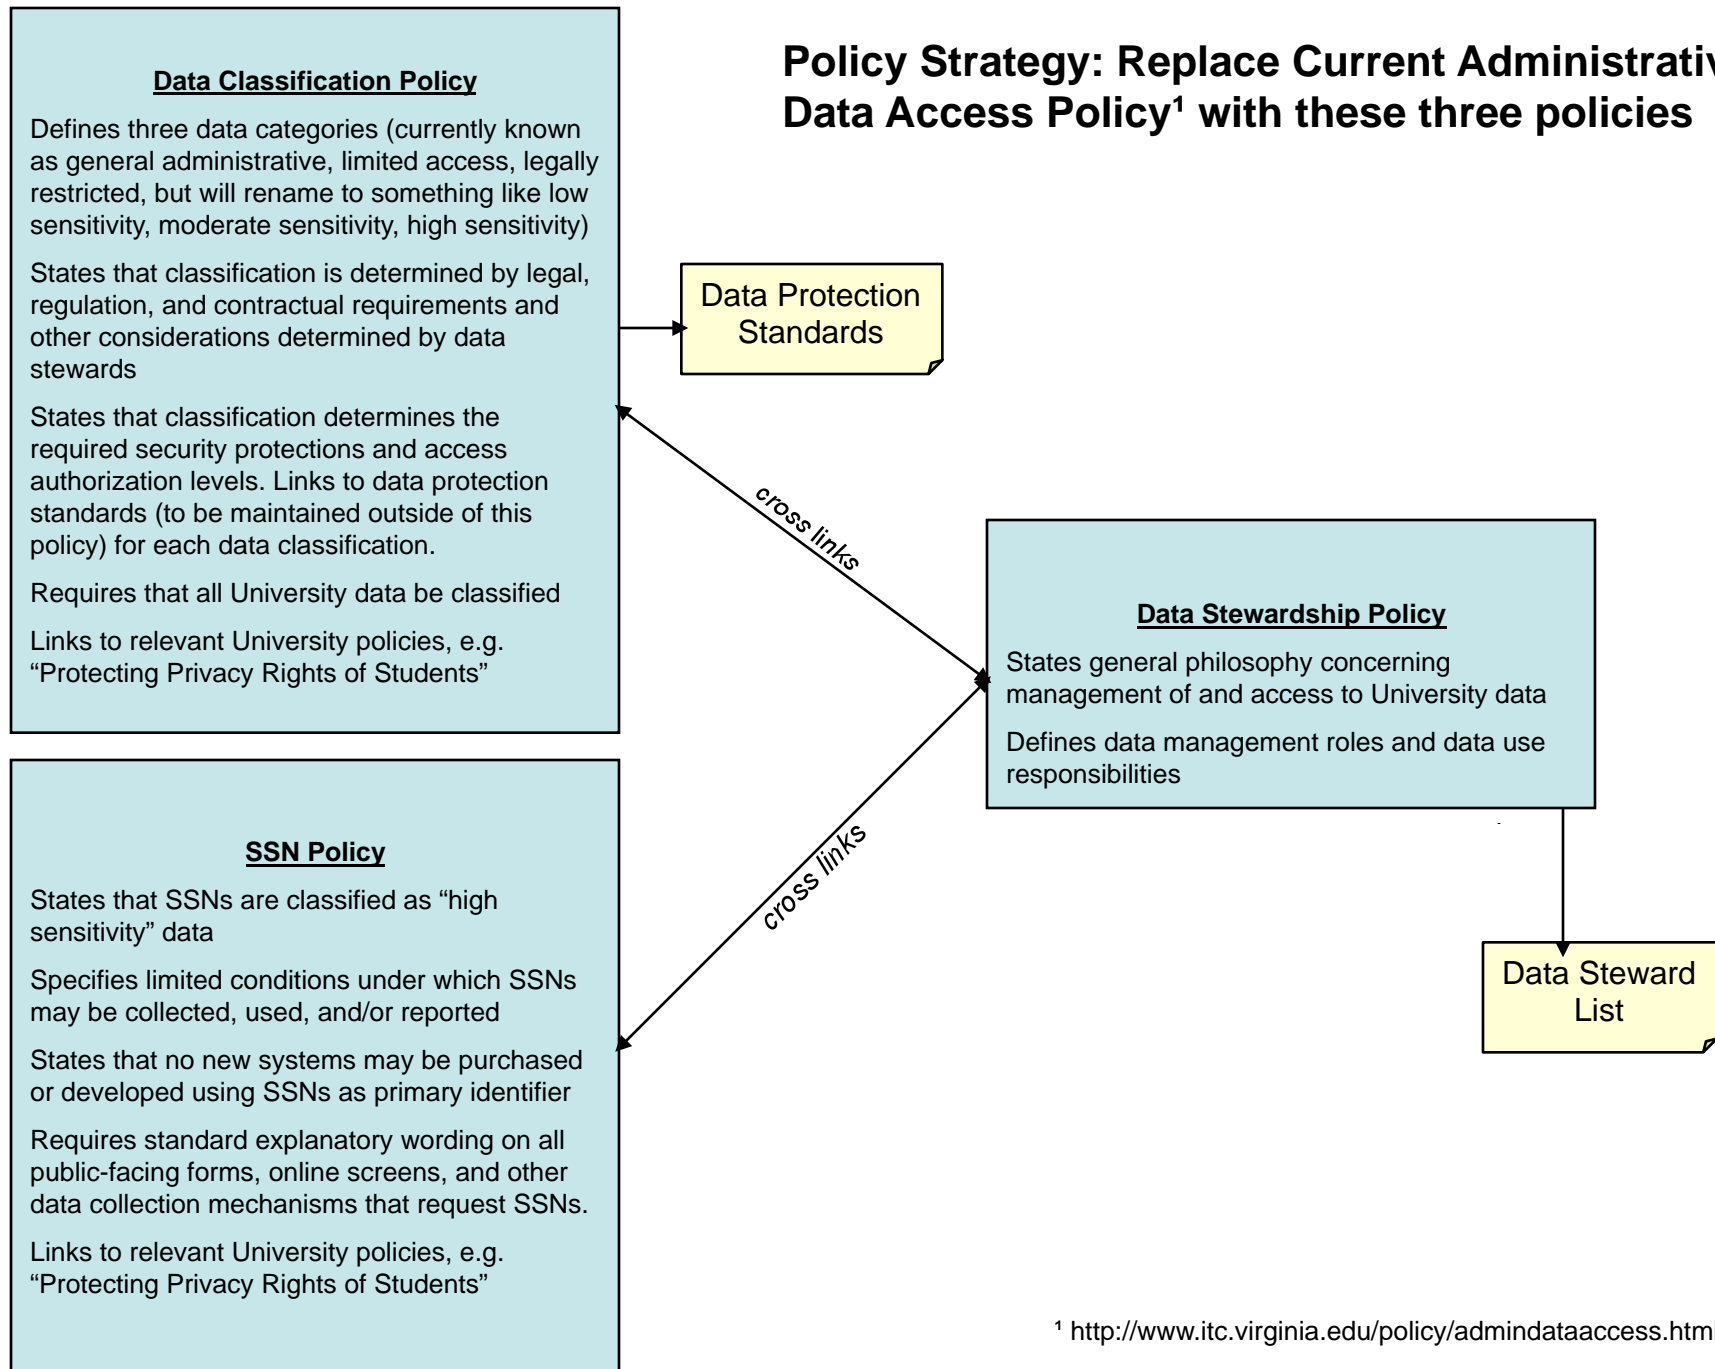 Policy Strategy: Replace Current Administrativ
Data Access Policy¹ with these three policies
Data Classification Policy
Defines three data categories (currently known
as general administrative, limited access, legally
restricted, but will rename to something like low
sensitivity, moderate sensitivity, high sensitivity)
States that classification is determined by legal,
regulation, and contractual requirements and
other considerations determined by data
stewards
States that classification determines the
required security protections and access
authorization levels. Links to data protection
standards (to be maintained outside of this
policy) for each data classification.
Requires that all University data be classified
Links to relevant University policies, e.g.
“Protecting Privacy Rights of Students”
Data Protection
Standards
cross links
Data Stewardship Policy
States general philosophy concerning
management of and access to University data
Defines data management roles and data use
responsibilities
cross links
SSN Policy
States that SSNs are classified as “high
sensitivity” data
Specifies limited conditions under which SSNs
may be collected, used, and/or reported
States that no new systems may be purchased
or developed using SSNs as primary identifier
Requires standard explanatory wording on all
public-facing forms, online screens, and other
data collection mechanisms that request SSNs.
Links to relevant University policies, e.g.
“Protecting Privacy Rights of Students”
Data Steward
List
¹ http://www.itc.virginia.edu/policy/admindataaccess.html